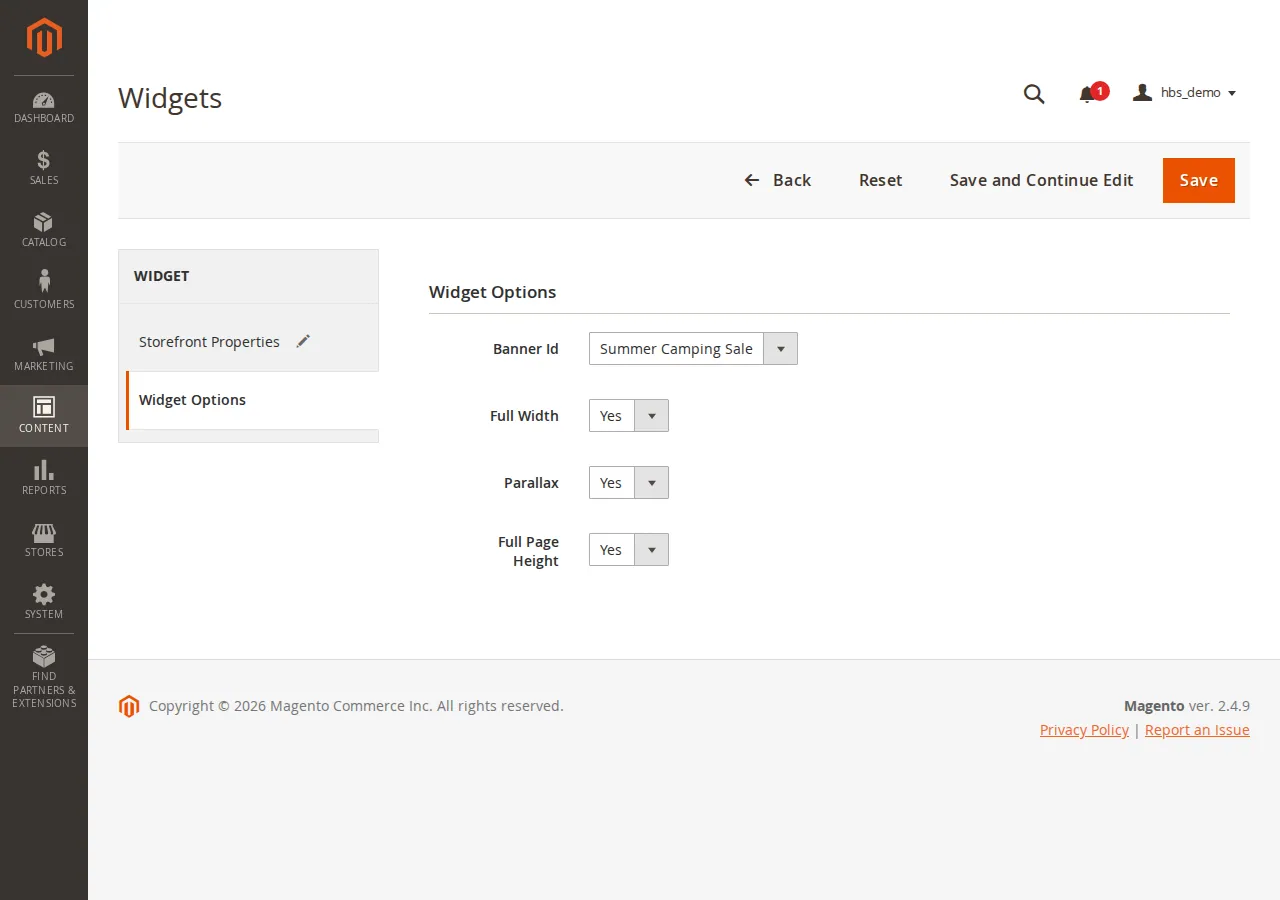 DASHBOARD
SALES
CATALOG
CUSTOMERS
MARKETING
CONTENT
REPORTS
STORES
SYSTEM
FIND
PARTNERS &
EXTENSIONS
Widgets
1
hbs_demo
Back
Reset
Save and Continue Edit
Save
WIDGET
Storefront Properties
Widget Options
Widget Options
Banner Id
Summer Camping Sale
Full Width
Yes
Parallax
Yes
Full Page
Height
Yes
Copyright © 2026 Magento Commerce Inc. All rights reserved.
Magento ver. 2.4.9
Privacy Policy | Report an Issue